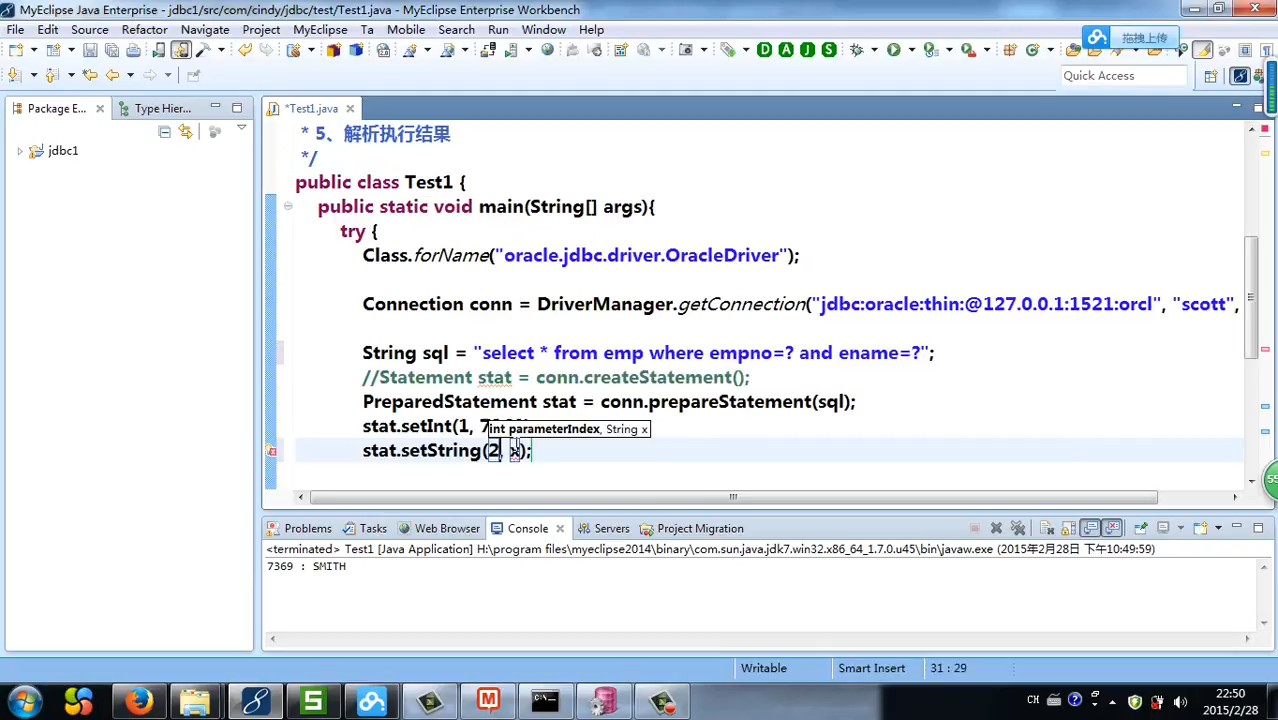 MyEclipse Java Enterprise - jdbc1/src/com/cindy/jdbc/test/Test1.java - MyEclipse Enterprise Workbench
File Edit Source Refactor Navigate Project MyEclipse Ta Mobile Search Run Window Help
拖拽上传
Quick Access
Package E... Type Hier...
*Test1.java
jdbc1
* 5、解析执行结果
*/
public class Test1 {
public static void main(String[] args){
try {
Class.forName("oracle.jdbc.driver.OracleDriver");
Connection conn = DriverManager.getConnection("jdbc:oracle:thin:@127.0.0.1:1521:orcl", "scott",
String sql = "select * from emp where empno=? and ename=?";
//Statement stat = conn.createStatement();
PreparedStatement stat = conn.prepareStatement(sql);
stat.setInt(1,
int parameterIndex, String x
stat.setString(2, x);
55
Problems Tasks Web Browser Console Servers Project Migration
<terminated> Test1 [Java Application] H:\program files\myeclipse2014\binary\com.sun.java.jdk7.win32.x86_64_1.7.0.u45\bin\javaw.exe (2015年2月28日 下午10:49:59)
7369 : SMITH
Writable Smart Insert 31 : 29
CH
22:50
2015/2/28